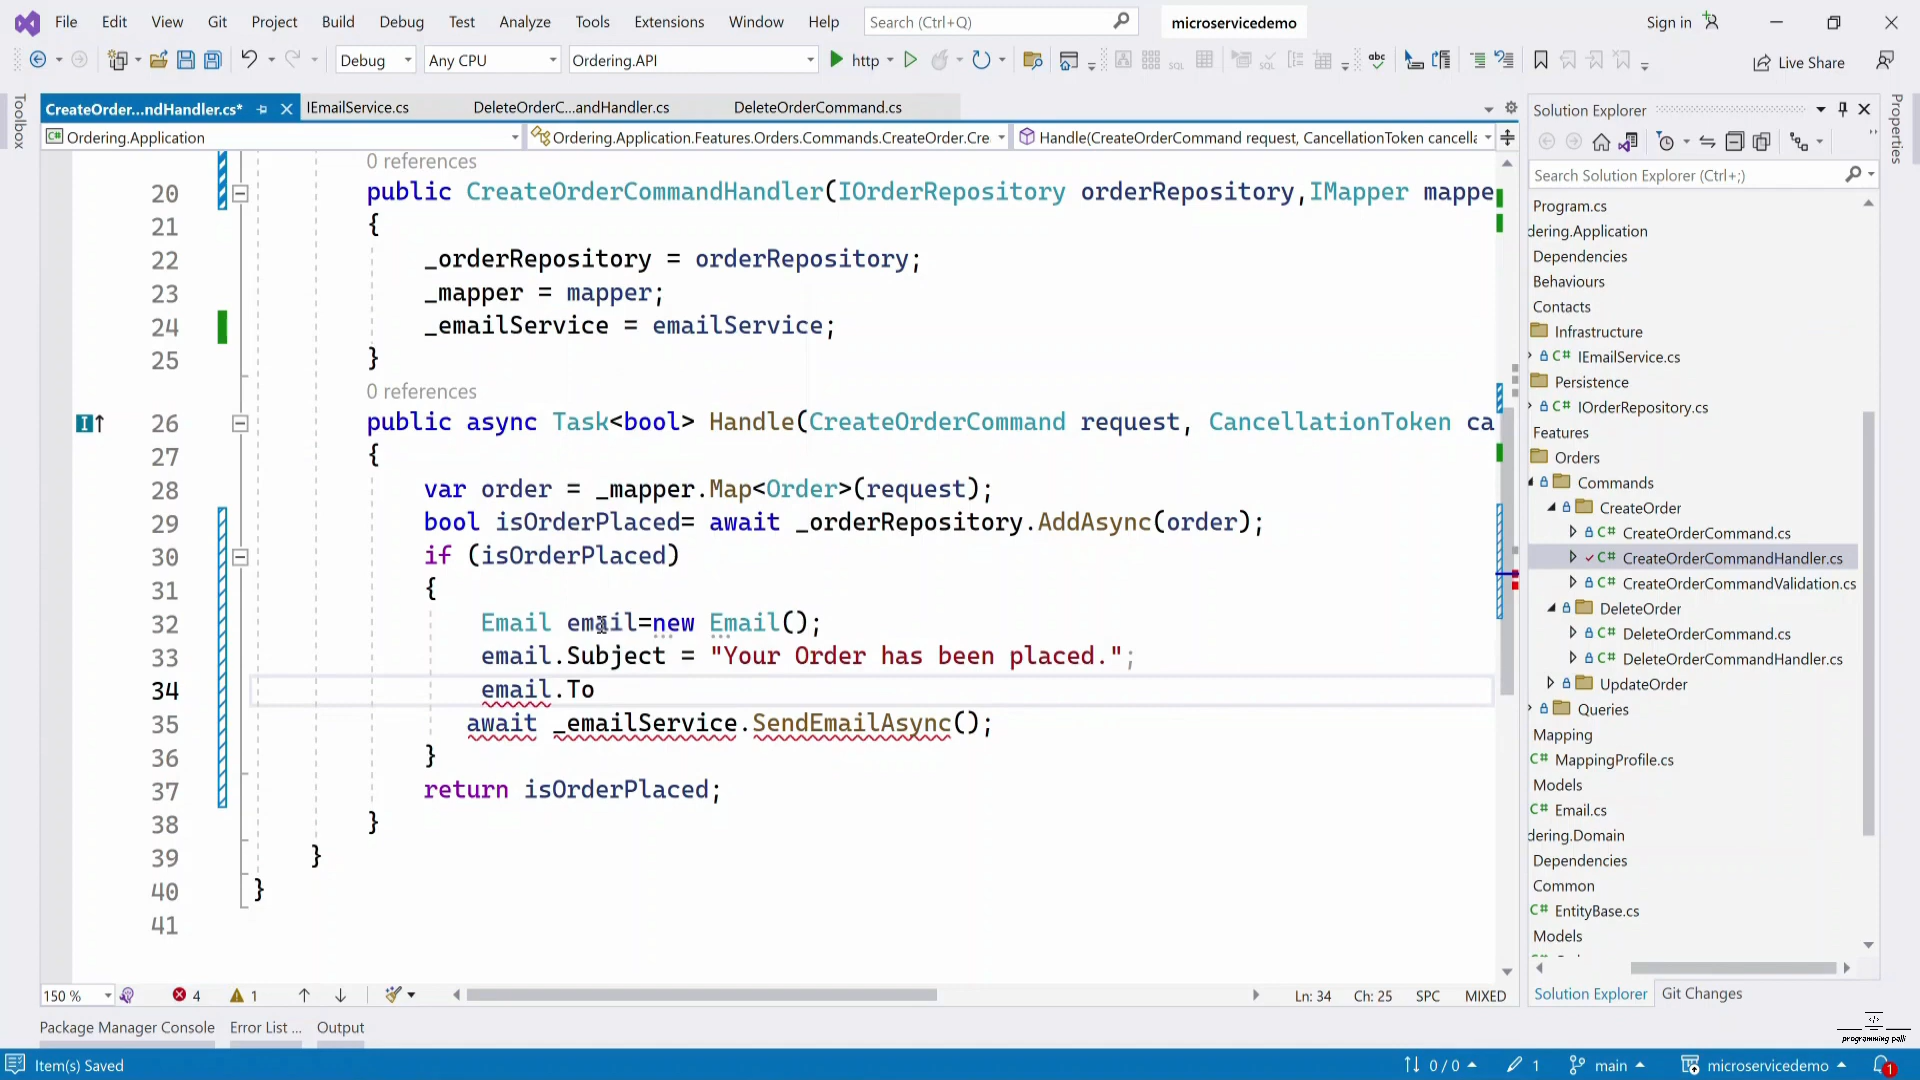 File Edit View Git Project Build Debug Test Analyze Tools Extensions Window Help Search (Ctrl+Q) microservicedemo Sign in
Debug Any CPU Ordering.API http Live Share
Toolbox
CreateOrder...ndHandler.cs* IEmailService.cs DeleteOrderC...andHandler.cs DeleteOrderCommand.cs
Ordering.Application Ordering.Application.Features.Orders.Commands.CreateOrder.Cre Handle(CreateOrderCommand request, CancellationToken cancella
0 references
20 public CreateOrderCommandHandler(IOrderRepository orderRepository,IMapper mappe
21 {
22 _orderRepository = orderRepository;
23 _mapper = mapper;
24 _emailService = emailService;
25 }
0 references
26 public async Task<bool> Handle(CreateOrderCommand request, CancellationToken ca
27 {
28 var order = _mapper.Map<Order>(request);
29 bool isOrderPlaced= await _orderRepository.AddAsync(order);
30 if (isOrderPlaced)
31 {
32 Email email=new Email();
33 email.Subject = "Your Order has been placed.";
34 email.To
35 await _emailService.SendEmailAsync();
36 }
37 return isOrderPlaced;
38 }
39 }
40 }
41
150 % 4 1 Ln: 34 Ch: 25 SPC MIXED
Package Manager Console Error List ... Output
Solution Explorer
Search Solution Explorer (Ctrl+;)
Program.cs
dering.Application
Dependencies
Behaviours
Contacts
Infrastructure
C# IEmailService.cs
Persistence
C# IOrderRepository.cs
Features
Orders
Commands
CreateOrder
C# CreateOrderCommand.cs
C# CreateOrderCommandHandler.cs
C# CreateOrderCommandValidation.cs
DeleteOrder
C# DeleteOrderCommand.cs
C# DeleteOrderCommandHandler.cs
UpdateOrder
Queries
Mapping
C# MappingProfile.cs
Models
C# Email.cs
dering.Domain
Dependencies
Common
C# EntityBase.cs
Models
Solution Explorer Git Changes
Properties
programming palli
Item(s) Saved 0 / 0 1 main microservicedemo 1